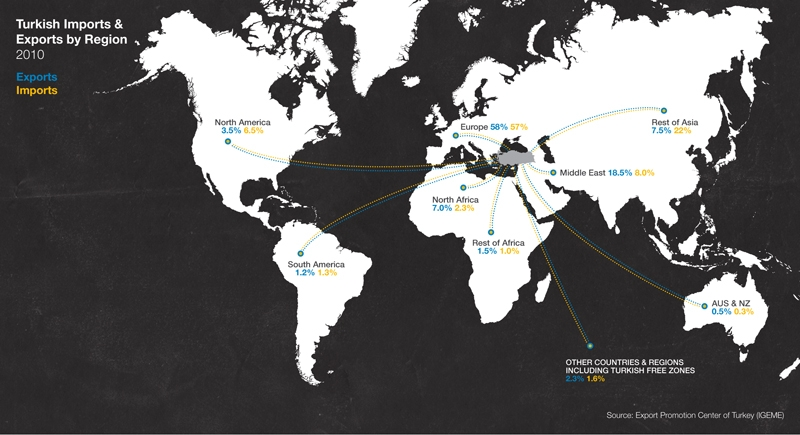 Turkish Imports &
Exports by Region
2010
Exports
Imports
North America
3.5% 6.5%
Europe 58% 57%
Rest of Asia
7.5% 22%
Middle East 18.5% 8.0%
North Africa
7.0% 2.3%
Rest of Africa
1.5% 1.0%
South America
1.2% 1.3%
AUS & NZ
0.5% 0.3%
OTHER COUNTRIES & REGIONS
INCLUDING TURKISH FREE ZONES
2.3% 1.6%
Source: Export Promotion Center of Turkey (IGEME)